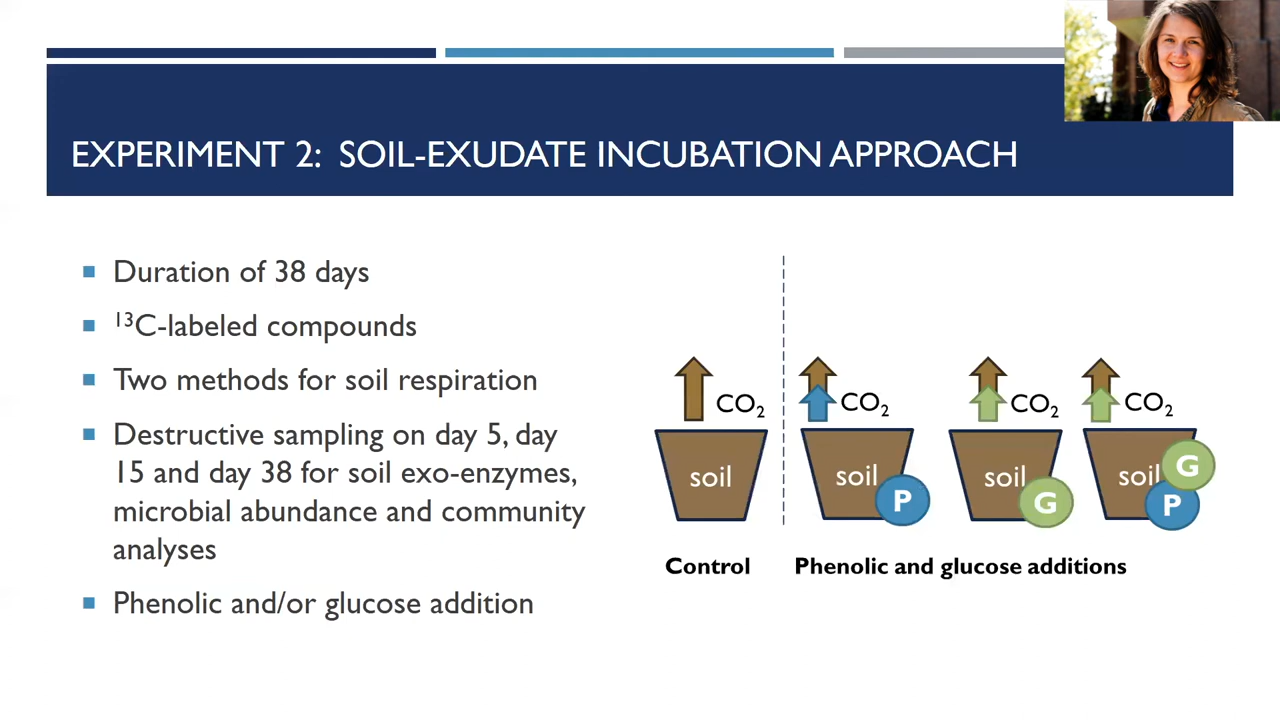 EXPERIMENT 2: SOIL-EXUDATE INCUBATION APPROACH
Duration of 38 days
¹³C-labeled compounds
Two methods for soil respiration
Destructive sampling on day 5, day
15 and day 38 for soil exo-enzymes,
microbial abundance and community
analyses
Phenolic and/or glucose addition
CO₂
CO₂
CO₂
CO₂
soil
soil
P
soil
G
soil
G
P
Control
Phenolic and glucose additions